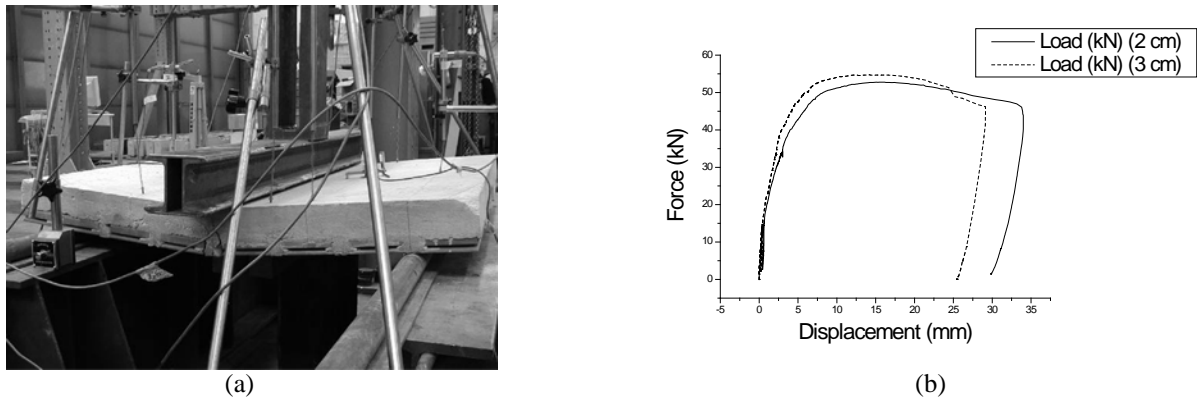 Load (kN) (2 cm)
Load (kN) (3 cm)
60
50
40
30
20
10
0
Force (kN)
-5 0 5 10 15 20 25 30 35
Displacement (mm)
(a)
(b)